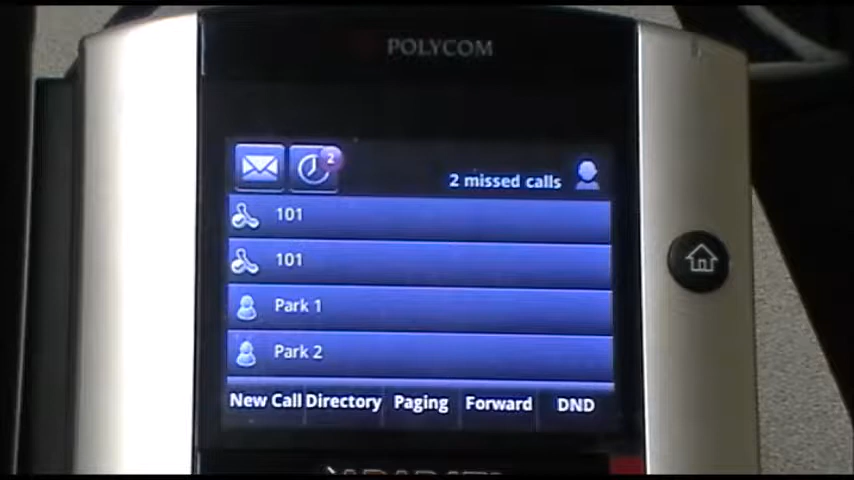 POLYCOM
2
2 missed calls
101
101
Park 1
Park 2
New Call Directory Paging Forward DND